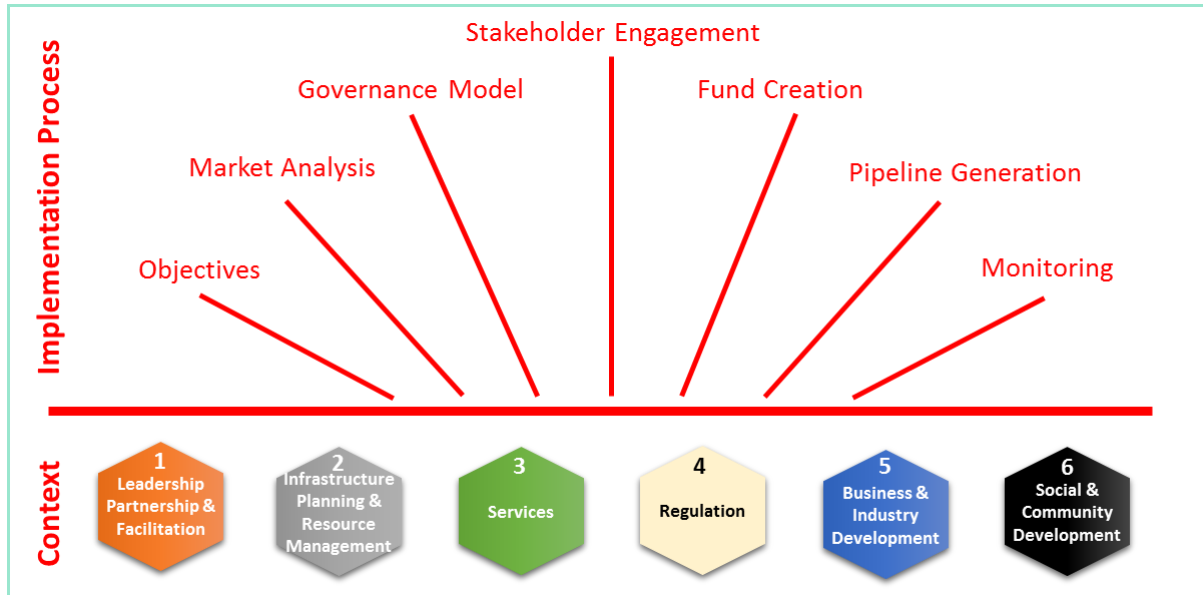 Implementation Process
Stakeholder Engagement
Governance Model
Fund Creation
Market Analysis
Pipeline Generation
Objectives
Monitoring
Context
1
Leadership
Partnership &
Facilitation
2
Infrastructure
Planning &
Resource
Management
3
Services
4
Regulation
5
Business &
Industry
Development
6
Social &
Community
Development